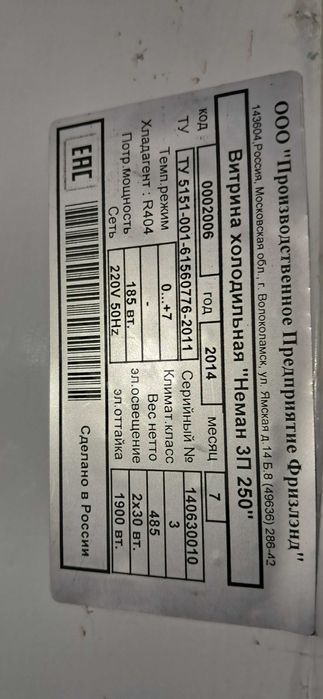 ООО "Производственное Предприятие Фризлэнд"
143604,Россия, Московская обл., г. Волоколамск, ул. Ямская д.14 Б, 8 (49636) 286-42
Витрина холодильная "Неман ЗП 250"
код 0002006 год 2014 месяц 7
ТУ ТУ 5151-001-61560776-2011 Серийный № 140630010
Темп.режим 0...+7 Климат.класс 3
Хладагент : R404 - Вес нетто 485
Потр.мощность 185 вт. эл.освещение 2x30 вт.
Сеть 220V 50Hz эл.оттайка 1900 вт.
EAC Сделано в России